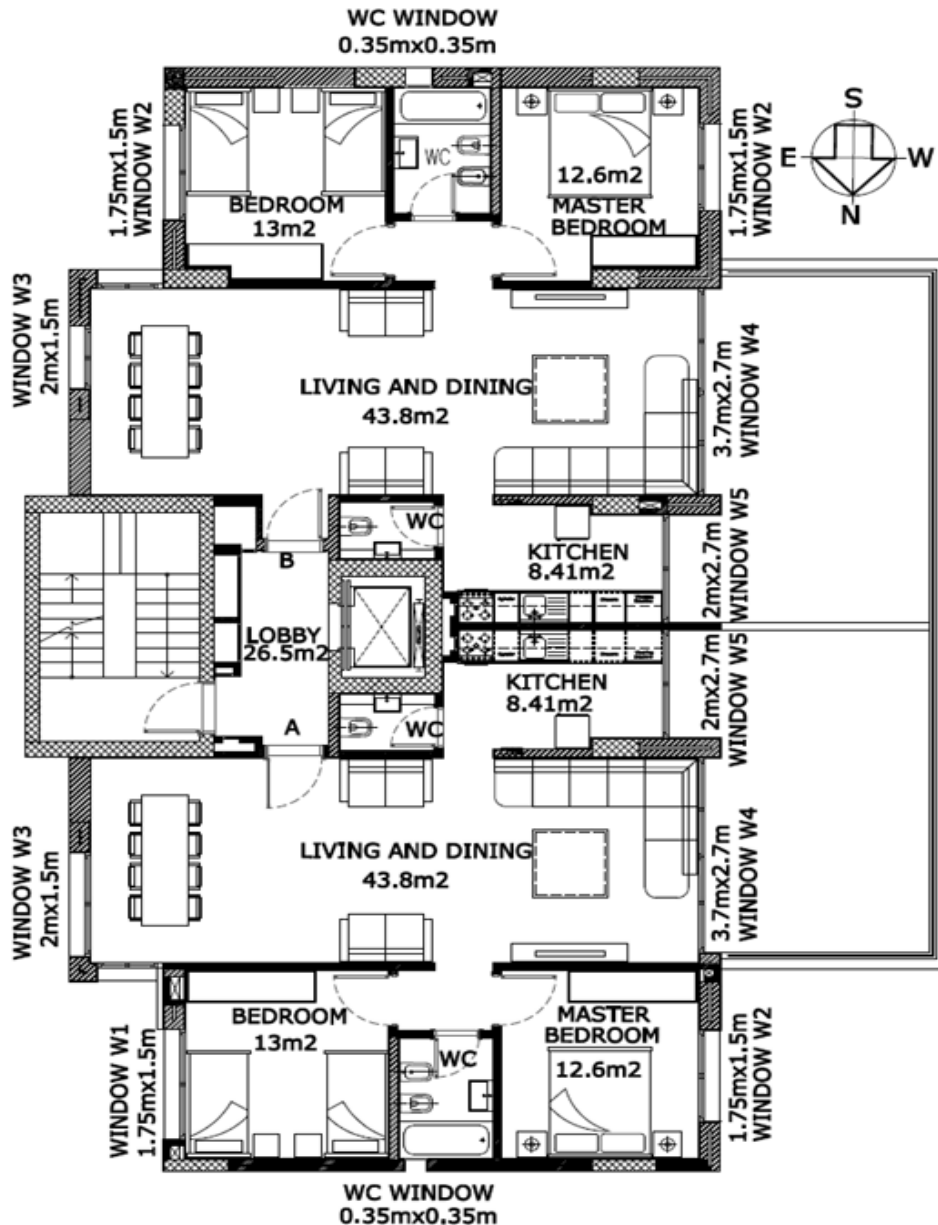 WC WINDOW
0.35mx0.35m
1.75mx1.5m
WINDOW W2
WC
BEDROOM
13m2
12.6m2
MASTER
BEDROOM
1.75mx1.5m
WINDOW W2
S
E
W
N
WINDOW W3
2mx1.5m
LIVING AND DINING
43.8m2
3.7mx2.7m
WINDOW W4
WC
B
KITCHEN
8.41m2
2mx2.7m
WINDOW W5
LOBBY
26.5m2
KITCHEN
8.41m2
2mx2.7m
WINDOW W5
A
WC
WINDOW W3
2mx1.5m
LIVING AND DINING
43.8m2
3.7mx2.7m
WINDOW W4
WINDOW W1
1.75mx1.5m
BEDROOM
13m2
WC
MASTER
BEDROOM
12.6m2
1.75mx1.5m
WINDOW W2
WC WINDOW
0.35mx0.35m